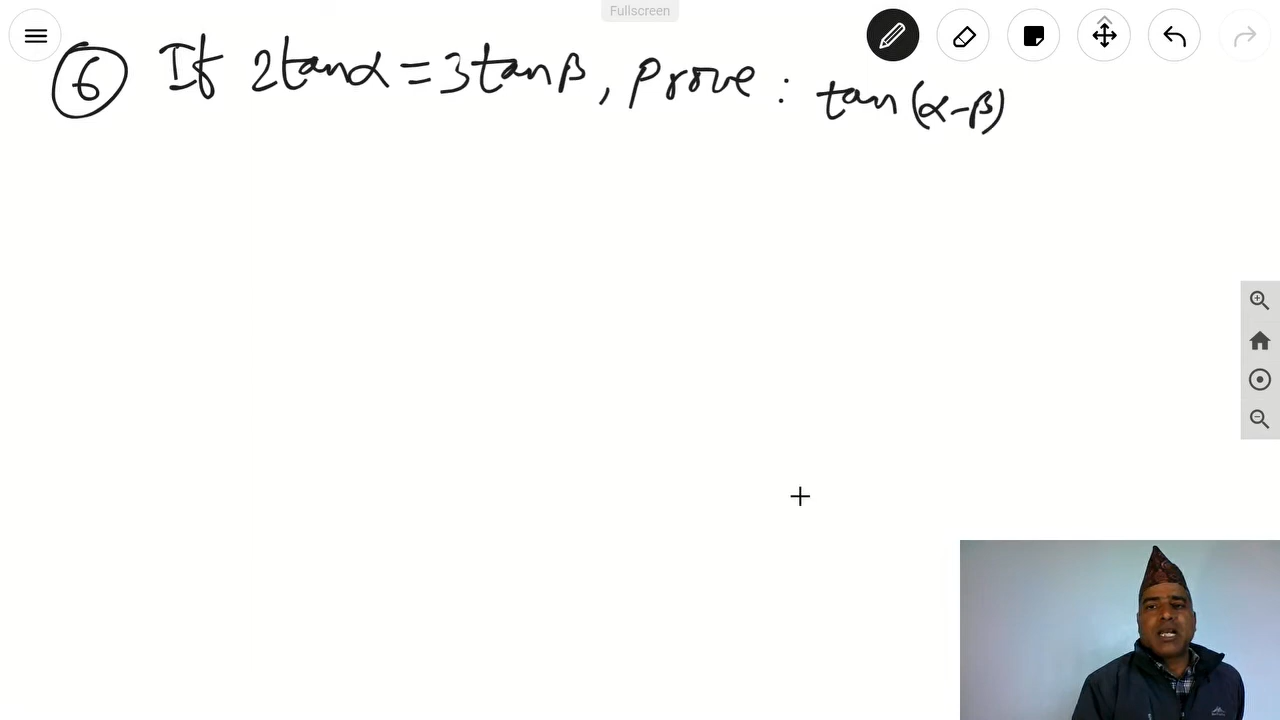 Fullscreen
⑥ If 2tanα = 3tanβ, prove : tan(α-β)